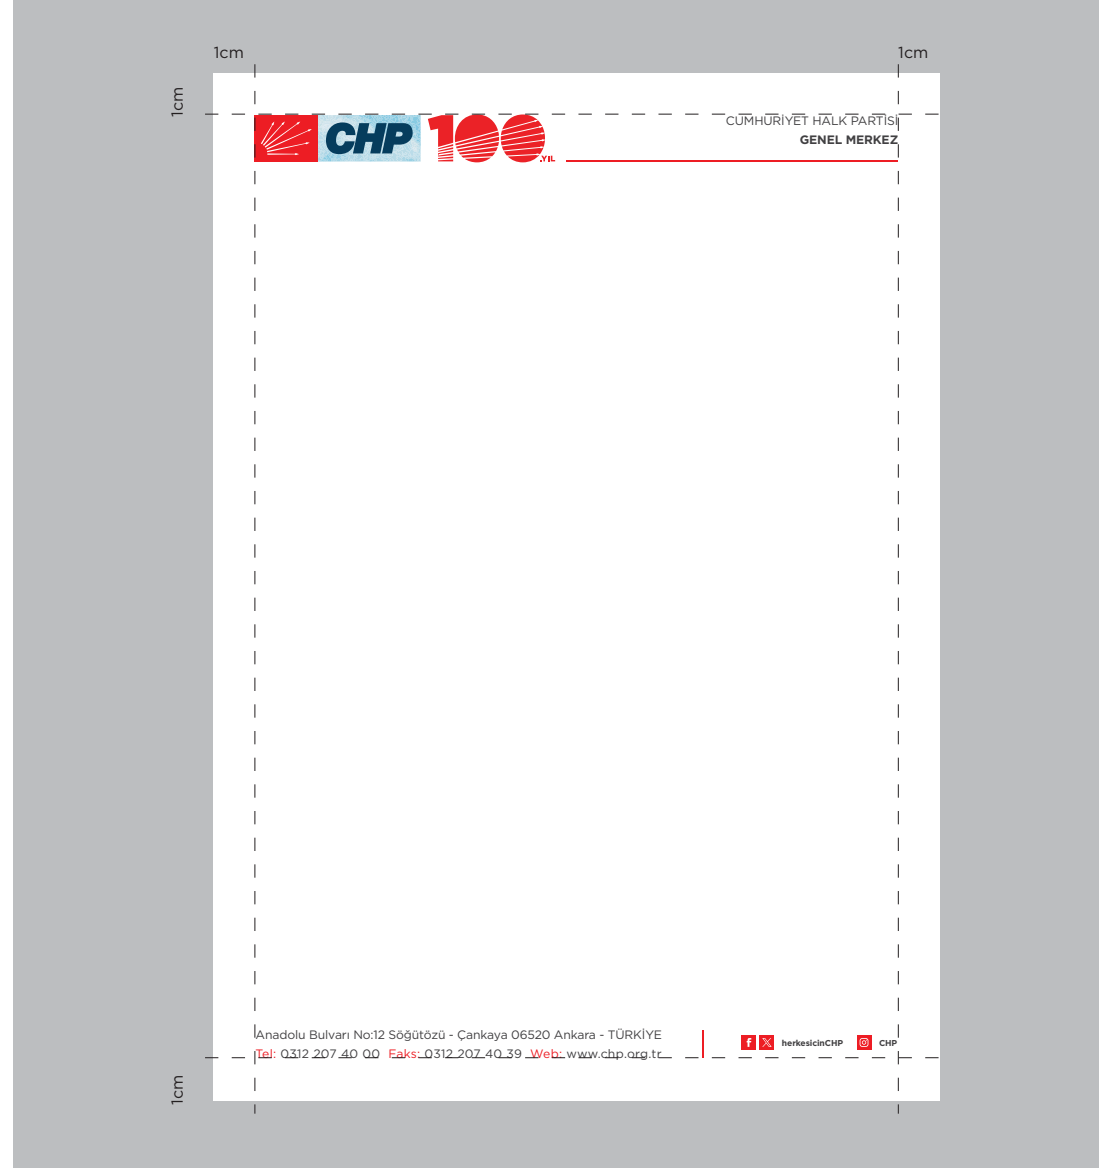 1cm
1cm
1cm
CHP 100.YIL
CUMHURİYET HALK PARTİSİ
GENEL MERKEZ
Anadolu Bulvarı No:12 Söğütözü - Çankaya 06520 Ankara - TÜRKİYE
Tel: 0312 207 40 00 Faks: 0312 207 40 39 Web: www.chp.org.tr
herkesicinCHP
CHP
1cm